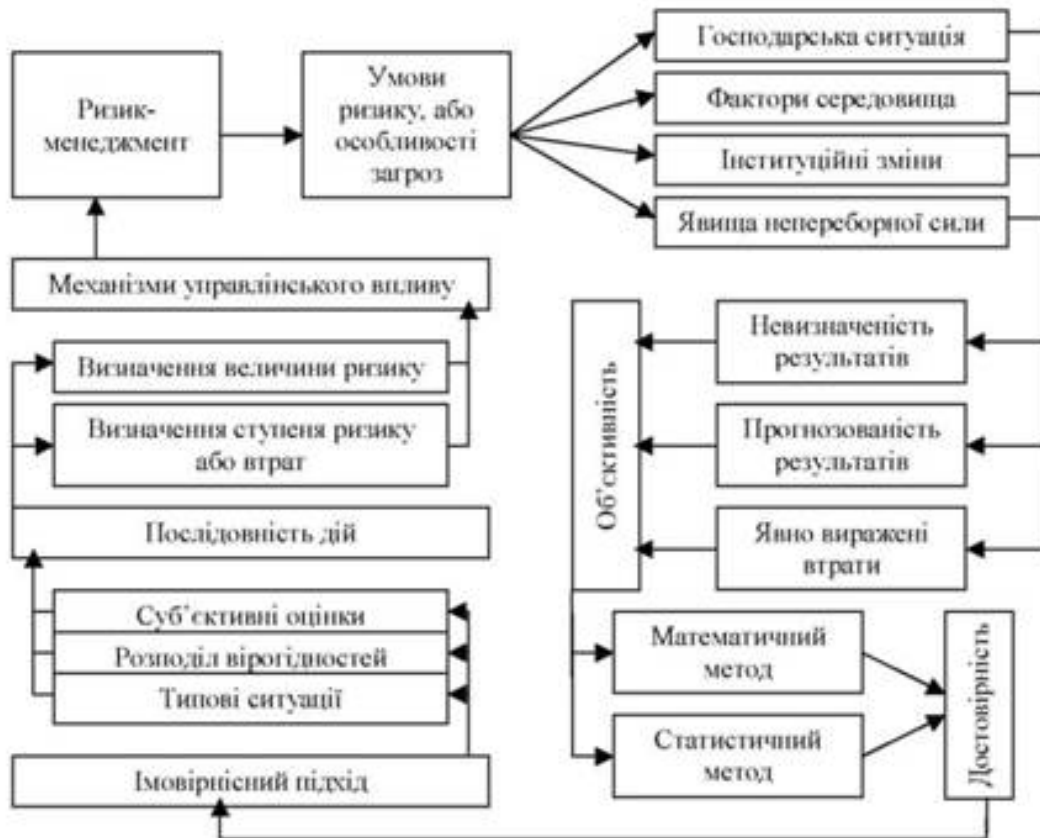 Ризик-
менеджмент
Умови
ризику, або
особливості
загроз
Господарська ситуація
Фактори середовища
Інституційні зміни
Явища непереборної сили
Механізми управлінського впливу
Визначення величини ризику
Визначення ступеня ризику
або втрат
Послідовність дій
Суб’єктивні оцінки
Розподіл вірогідностей
Типові ситуації
Імовірнісний підхід
Об’єктивність
Невизначеність
результатів
Прогнозованість
результатів
Явно виражені
втрати
Математичний
метод
Статистичний
метод
Достовірність